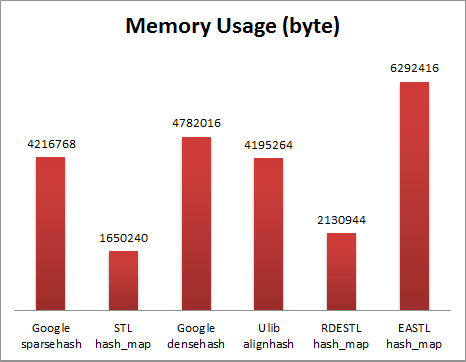 Memory Usage (byte)
6292416
4782016
4216768
4195264
2130944
1650240
Google sparsehash
STL hash_map
Google densehash
Ulib alignhash
RDESTL hash_map
EASTL hash_map